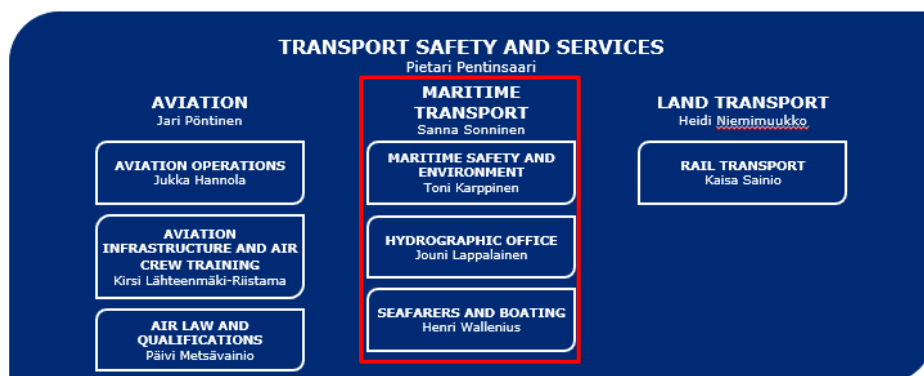 TRANSPORT SAFETY AND SERVICES
Pietari Pentinsaari
AVIATION
Jari Pöntinen
AVIATION OPERATIONS
Jukka Hannola
AVIATION
INFRASTRUCTURE AND AIR
CREW TRAINING
Kirsi Lähteenmäki-Riistama
AIR LAW AND
QUALIFICATIONS
Päivi Metsävainio
MARITIME
TRANSPORT
Sanna Sonninen
MARITIME SAFETY AND
ENVIRONMENT
Toni Karppinen
HYDROGRAPHIC OFFICE
Jouni Lappalainen
SEAFARERS AND BOATING
Henri Wallenius
LAND TRANSPORT
Heidi Niemimuukko
RAIL TRANSPORT
Kaisa Sainio